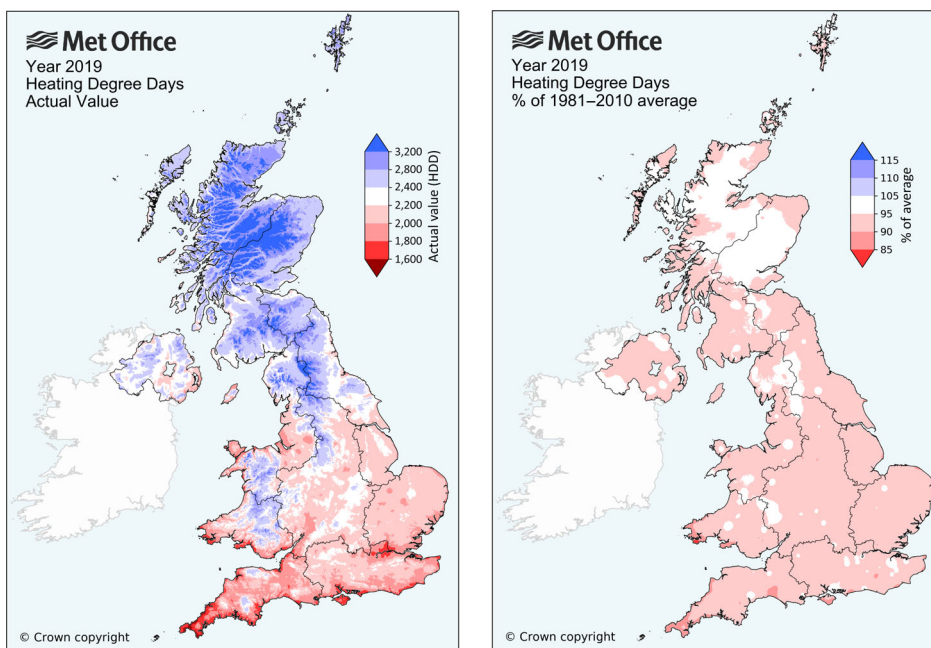 Met Office
Year 2019
Heating Degree Days
Actual Value
3,200
2,800
2,400
2,000
1,800
1,600
Actual value (HDD)
© Crown copyright
Met Office
Year 2019
Heating Degree Days
% of 1981–2010 average
115
110
105
95
90
85
% of average
© Crown copyright